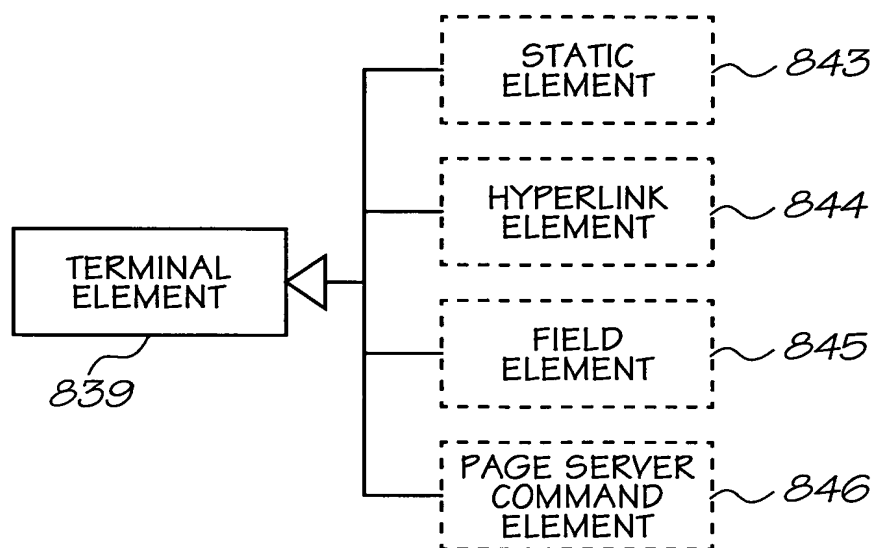 STATIC
ELEMENT
843
HYPERLINK
ELEMENT
844
TERMINAL
ELEMENT
839
FIELD
ELEMENT
845
PAGE SERVER
COMMAND
ELEMENT
846